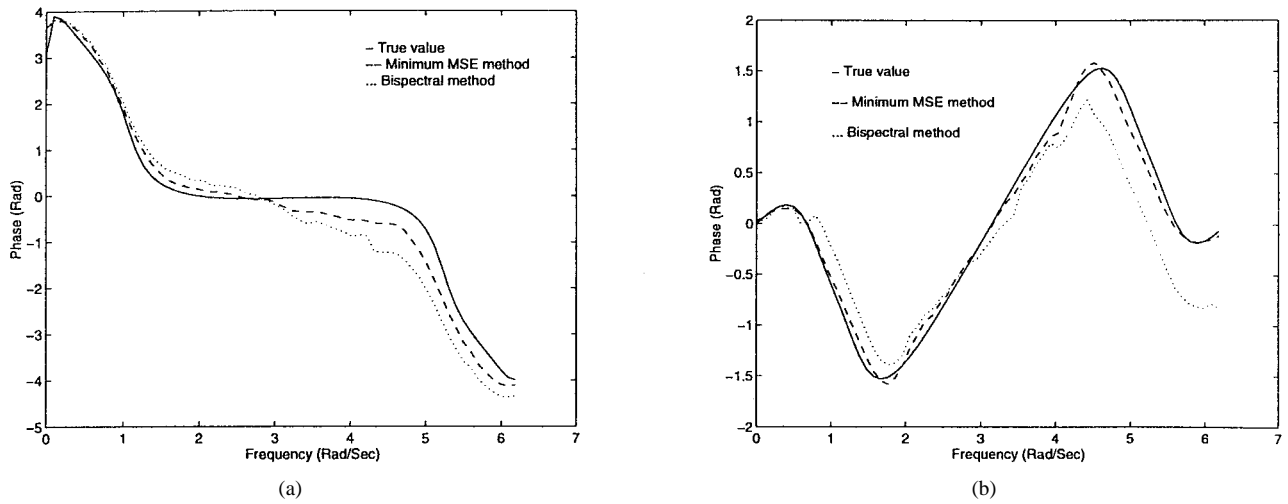 4
3
2
1
0
−1
−2
−3
−4
−5
Phase (Rad)
– True value
–– Minimum MSE method
··· Bispectral method
0 1 2 3 4 5 6 7
Frequency (Rad/Sec)
(a)
2
1.5
1
0.5
0
−0.5
−1
−1.5
−2
Phase (Rad)
– True value
–– Minimum MSE method
··· Bispectral method
0 1 2 3 4 5 6 7
Frequency (Rad/Sec)
(b)